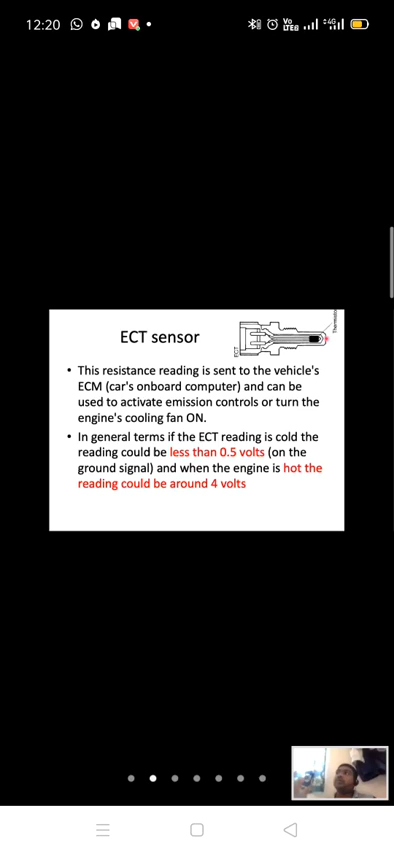 12:20
Vo
LTE
4G
ECT sensor
ECT
• This resistance reading is sent to the vehicle's
ECM (car's onboard computer) and can be
used to activate emission controls or turn the
engine's cooling fan ON.
• In general terms if the ECT reading is cold the
reading could be less than 0.5 volts (on the
ground signal) and when the engine is hot the
reading could be around 4 volts